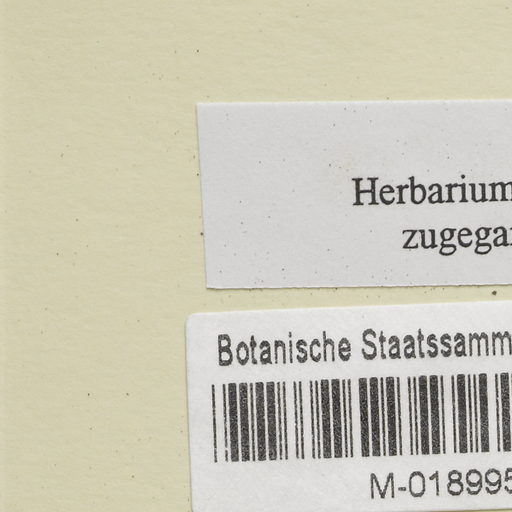 Herbarium
zugegan
Botanische Staatssamm
M-018995